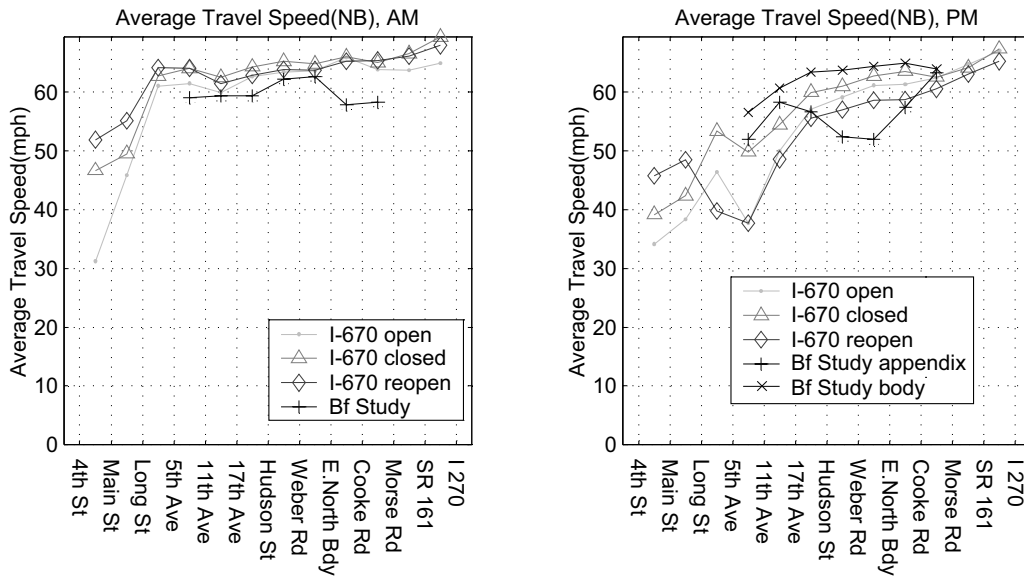 Average Travel Speed(NB), AM
Average Travel Speed(mph)
60
50
40
30
20
10
0
I-670 open
I-670 closed
I-670 reopen
Bf Study
4th St
Main St
Long St
5th Ave
11th Ave
17th Ave
Hudson St
Weber Rd
E.North Bdy
Cooke Rd
Morse Rd
SR 161
I 270
Average Travel Speed(NB), PM
Average Travel Speed(mph)
60
50
40
30
20
10
0
I-670 open
I-670 closed
I-670 reopen
Bf Study appendix
Bf Study body
4th St
Main St
Long St
5th Ave
11th Ave
17th Ave
Hudson St
Weber Rd
E.North Bdy
Cooke Rd
Morse Rd
SR 161
I 270